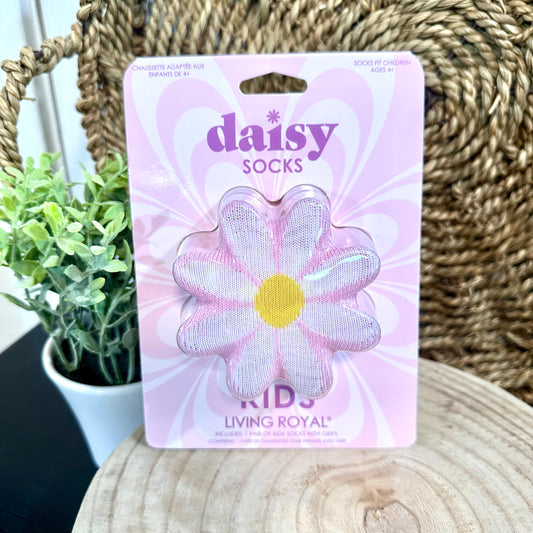 CHAUSSETTE ADAPTÉE AUX
ENFANTS DE 4+
SOCKS FIT CHILDREN
AGES 4+
daisy
SOCKS
KIDS
LIVING ROYAL®
INCLUDES: 1 PAIR OF KIDS SOCKS WITH GRIPS
COMPREND: 1 PAIRE DE CHAUSSETTES POUR ENFANTS AVEC GRIP